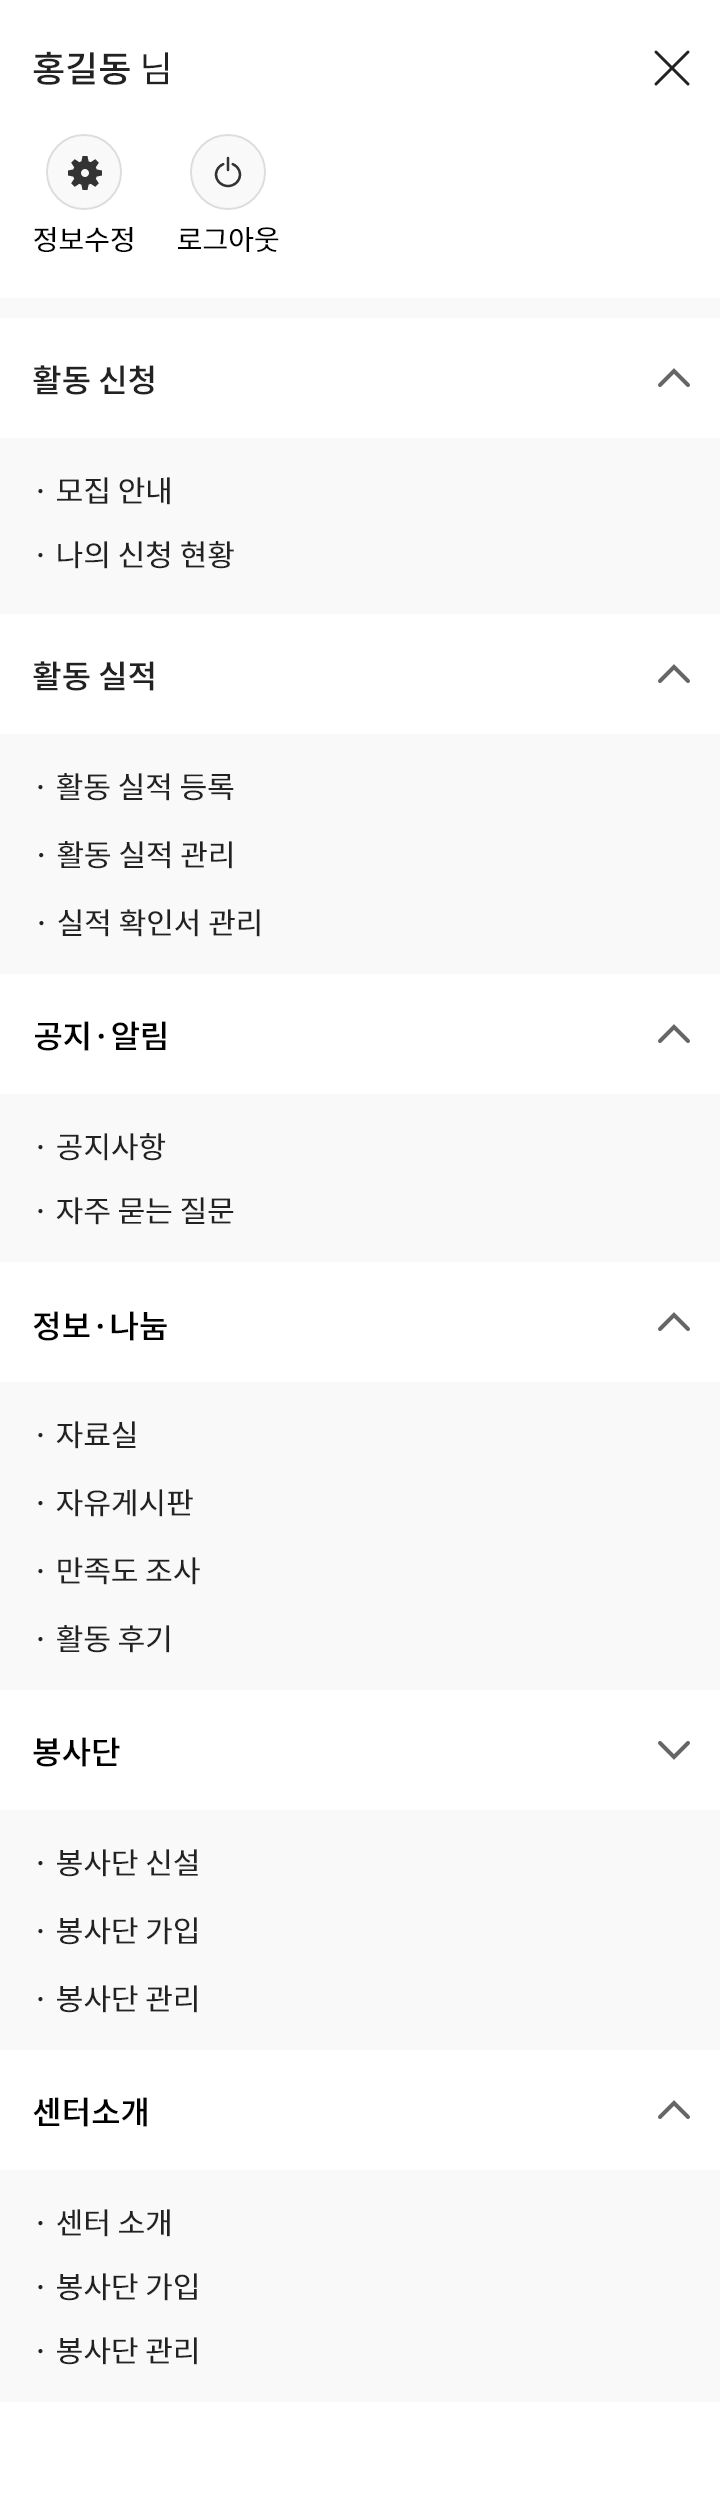 홍길동 님
정보수정 로그아웃
활동 신청
· 모집 안내
· 나의 신청 현황
활동 실적
· 활동 실적 등록
· 활동 실적 관리
· 실적 확인서 관리
공지·알림
· 공지사항
· 자주 묻는 질문
정보·나눔
· 자료실
· 자유게시판
· 만족도 조사
· 활동 후기
봉사단
· 봉사단 신설
· 봉사단 가입
· 봉사단 관리
센터소개
· 센터 소개
· 봉사단 가입
· 봉사단 관리